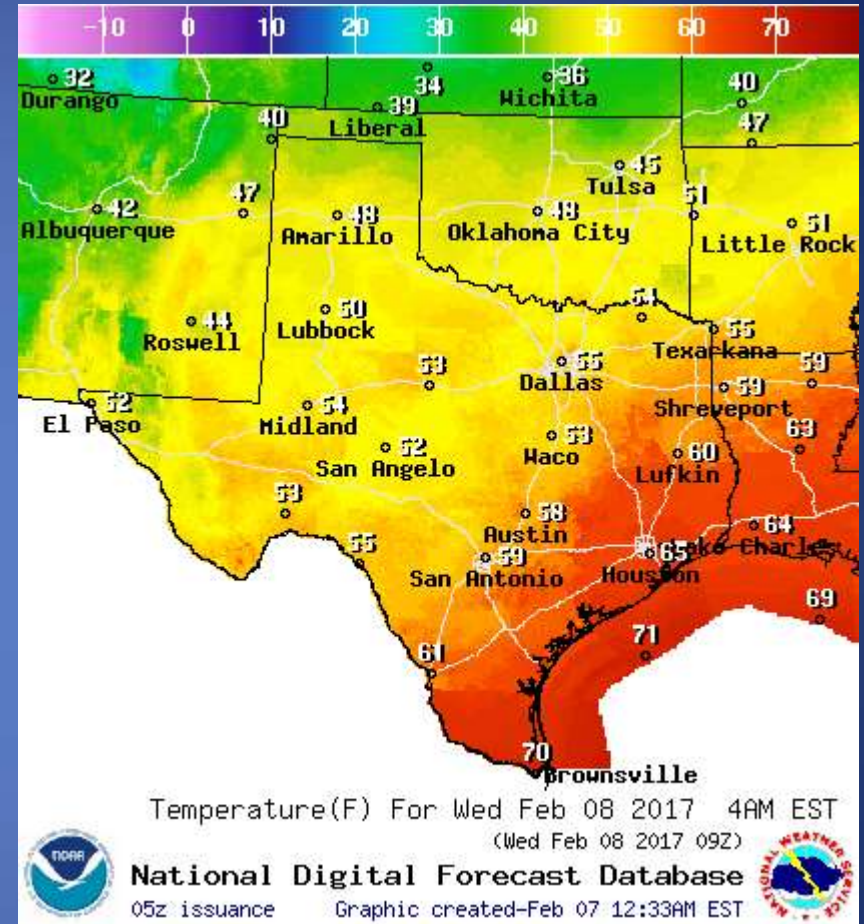 -10 0 10 20 30 40 50 60 70
32 34 36 40
Durango Wichita
39
Liberal
40 47
45
Tulsa
42 47 48 48 51 51
Albuquerque Amarillo Oklahoma City Little Rock
44 50 54 55
Roswell Lubbock Texarkana
53 55 59 59
Dallas Shreveport
52 54
El Paso Midland
52 53 60 63
San Angelo Waco Lufkin
53 58 64
Austin Lake Charles
55 59 65
San Antonio Houston
69
61 71
70
Brownsville
Temperature(F) For Wed Feb 08 2017 4AM EST
(Wed Feb 08 2017 09Z)
NOAA
National Digital Forecast Database
05z issuance Graphic created-Feb 07 12:33AM EST
NATIONAL WEATHER SERVICE